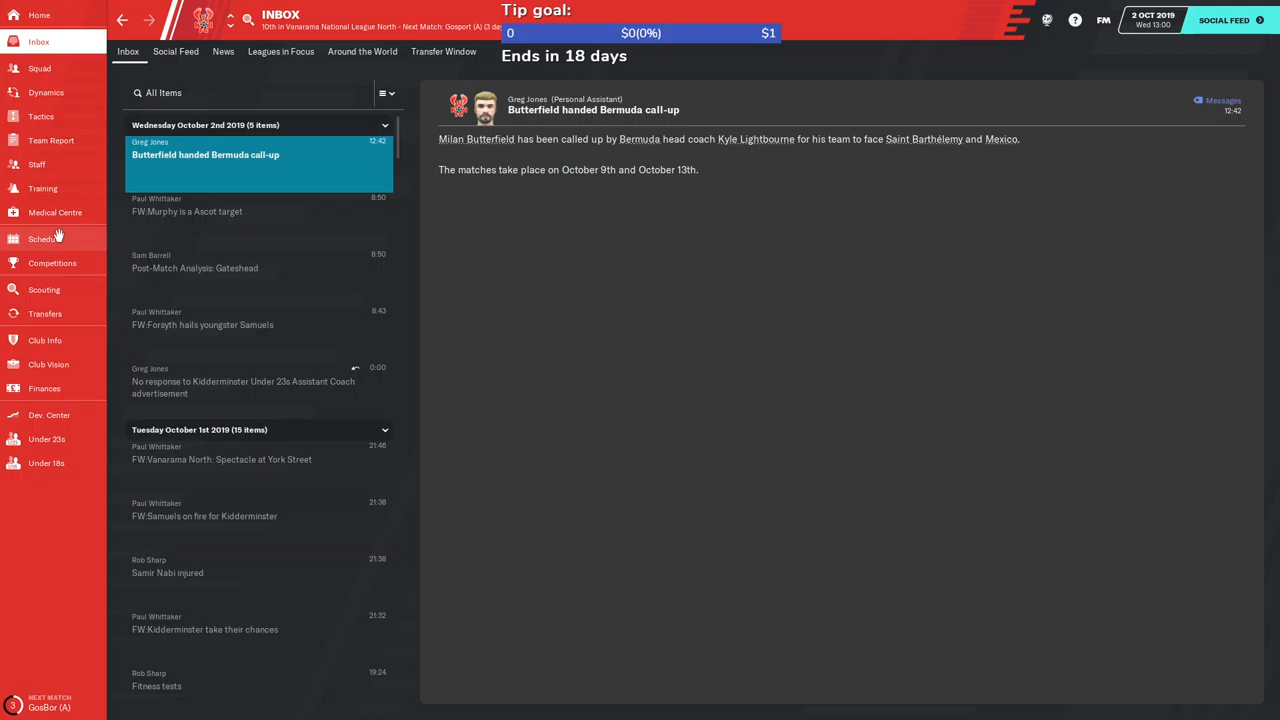 Home
Inbox
Squad
Dynamics
Tactics
Team Report
Staff
Training
Medical Centre
Competitions
Scouting
Transfers
Club Info
Club Vision
Finances
Dev. Center
Under 23s
Under 18s
3
NEXT MATCH
GosBor (A)
INBOX
10th in Vanarama National League North - Next Match: Gosport (A) (3
Tip goal:
0 $0(0%) $1
Ends in 18 days
? FM
2 OCT 2019
Wed 13:00
SOCIAL FEED
Inbox Social Feed News Leagues in Focus Around the World Transfer Window
All Items
Wednesday October 2nd 2019 (5 items)
Greg Jones 12:42
Butterfield handed Bermuda call-up
Paul Whittaker 8:50
FW:Murphy is a Ascot target
Sam Barrell 8:50
Post-Match Analysis: Gateshead
Paul Whittaker 8:43
FW:Forsyth hails youngster Samuels
Greg Jones 0:00
No response to Kidderminster Under 23s Assistant Coach
advertisement
Tuesday October 1st 2019 (15 items)
Paul Whittaker 21:46
FW:Vanarama North: Spectacle at York Street
Paul Whittaker 21:38
FW:Samuels on fire for Kidderminster
Rob Sharp 21:38
Samir Nabi injured
Paul Whittaker 21:32
FW:Kidderminster take their chances
Rob Sharp 19:24
Fitness tests
Greg Jones (Personal Assistant)
Butterfield handed Bermuda call-up
Messages
12:42
Milan Butterfield has been called up by Bermuda head coach Kyle Lightbourne for his team to face Saint Barthélemy and Mexico.
The matches take place on October 9th and October 13th.